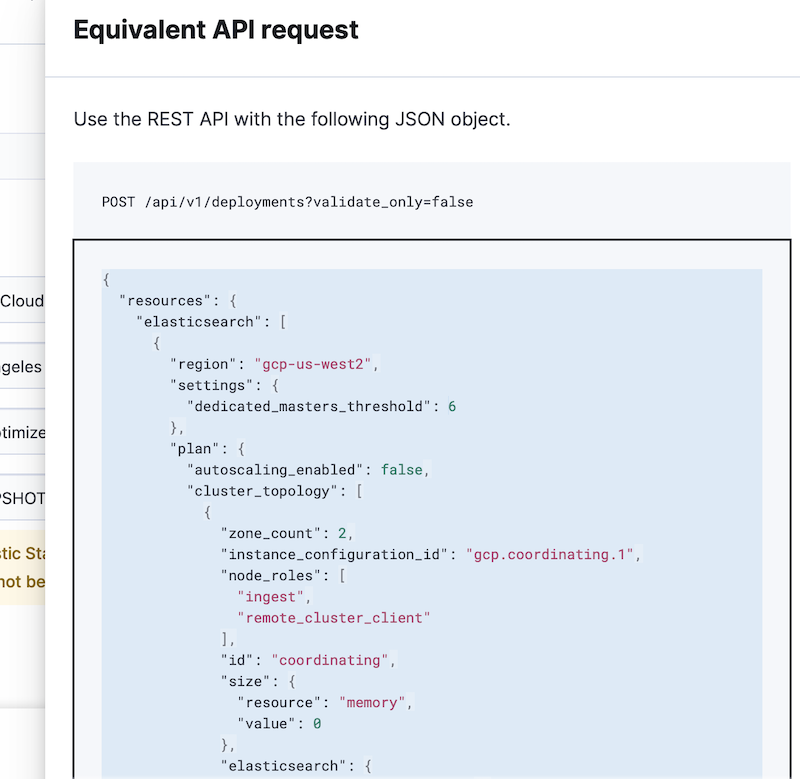 Equivalent API request
Use the REST API with the following JSON object.
POST /api/v1/deployments?validate_only=false
{
"resources": {
"elasticsearch": [
{
"region": "gcp-us-west2",
"settings": {
"dedicated_masters_threshold": 6
},
"plan": {
"autoscaling_enabled": false,
"cluster_topology": [
{
"zone_count": 2,
"instance_configuration_id": "gcp.coordinating.1",
"node_roles": [
"ingest",
"remote_cluster_client"
],
"id": "coordinating",
"size": {
"resource": "memory",
"value": 0
},
"elasticsearch": {
Cloud
geles
timize
SHOT
tic Sta
not be